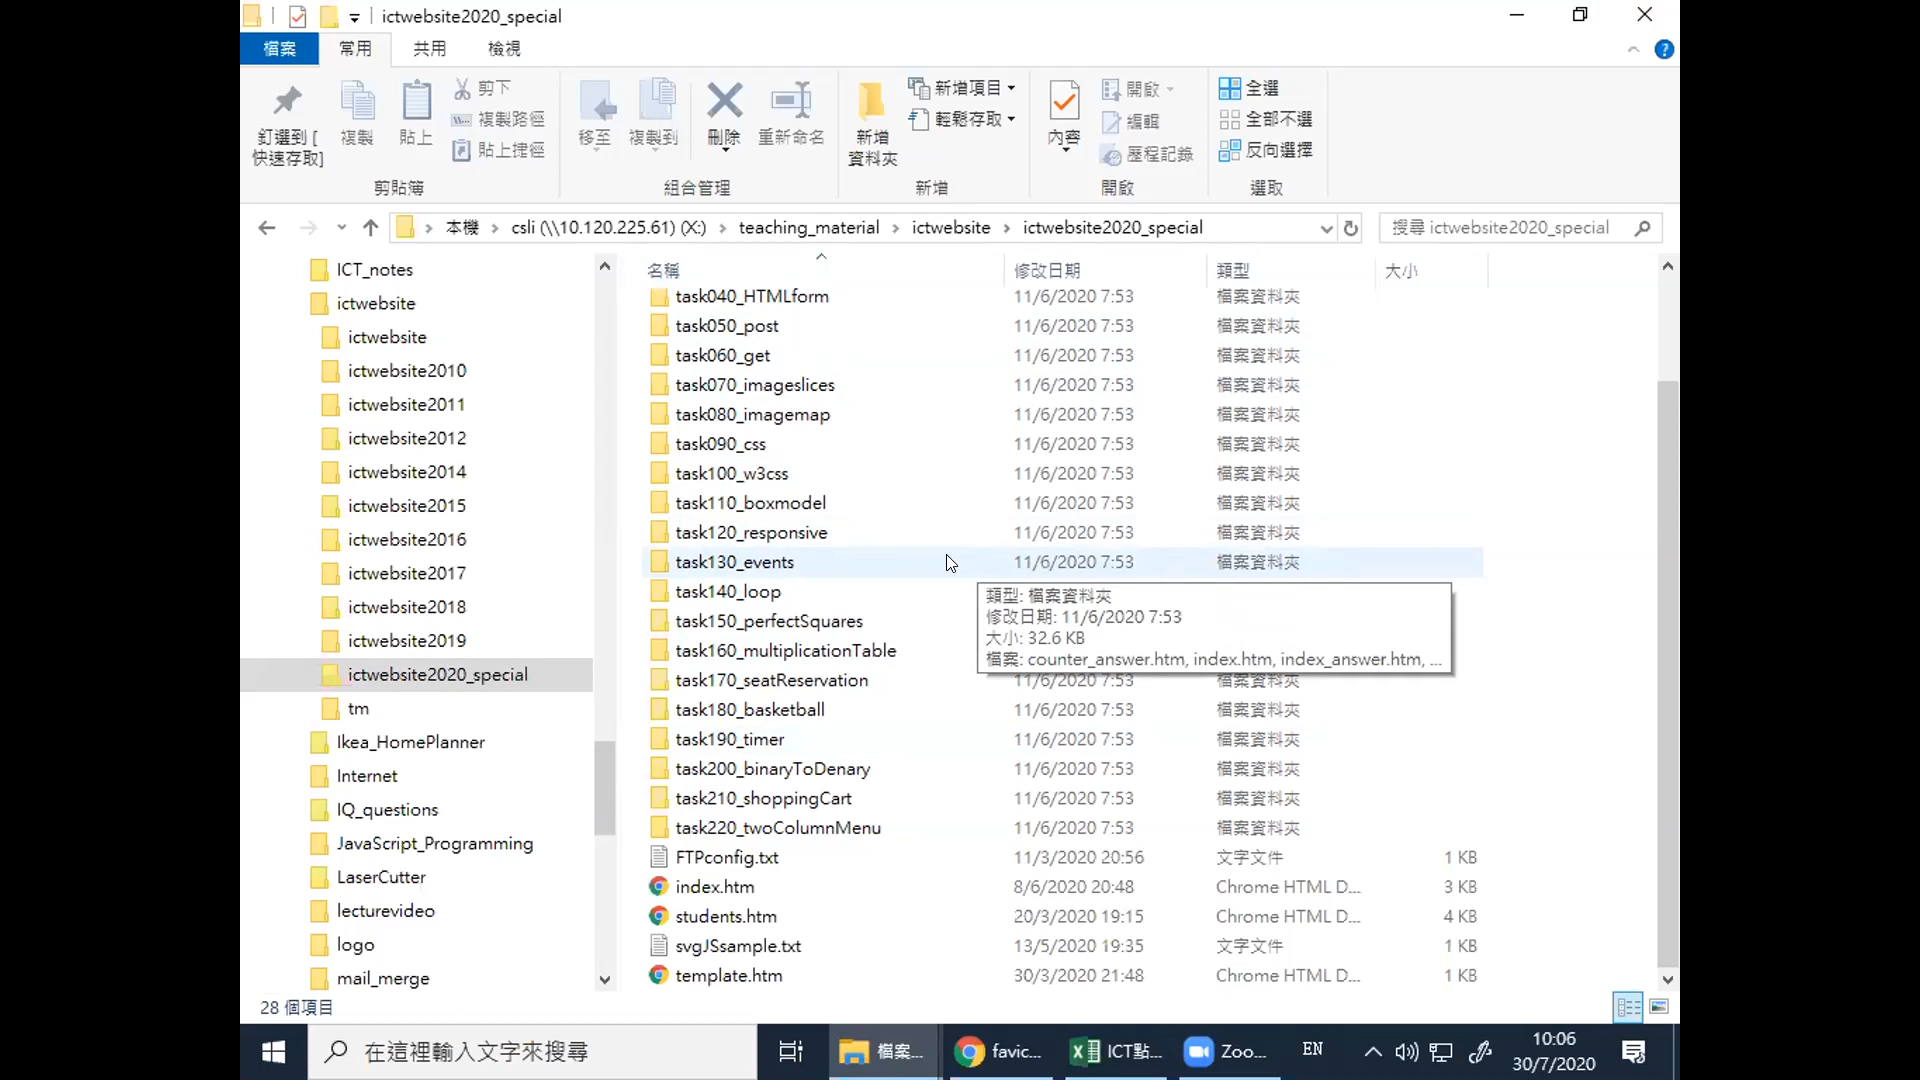 ictwebsite2020_special
檔案 常用 共用 檢視
釘選到 [快速存取]
複製
貼上
剪下
複製路徑
貼上捷徑
剪貼簿
移至
複製到
刪除
重新命名
組合管理
新增資料夾
新增項目
輕鬆存取
新增
內容
開啟
編輯
歷程記錄
開啟
全選
全部不選
反向選擇
選取
本機 csli (\\10.120.225.61) (X:) teaching_material ictwebsite ictwebsite2020_special
搜尋 ictwebsite2020_special
ICT_notes
ictwebsite
ictwebsite
ictwebsite2010
ictwebsite2011
ictwebsite2012
ictwebsite2014
ictwebsite2015
ictwebsite2016
ictwebsite2017
ictwebsite2018
ictwebsite2019
ictwebsite2020_special
tm
Ikea_HomePlanner
Internet
IQ_questions
JavaScript_Programming
LaserCutter
lecturevideo
logo
mail_merge
名稱 修改日期 類型 大小
task040_HTMLform 11/6/2020 7:53 檔案資料夾
task050_post 11/6/2020 7:53 檔案資料夾
task060_get 11/6/2020 7:53 檔案資料夾
task070_imageslices 11/6/2020 7:53 檔案資料夾
task080_imagemap 11/6/2020 7:53 檔案資料夾
task090_css 11/6/2020 7:53 檔案資料夾
task100_w3css 11/6/2020 7:53 檔案資料夾
task110_boxmodel 11/6/2020 7:53 檔案資料夾
task120_responsive 11/6/2020 7:53 檔案資料夾
task130_events 11/6/2020 7:53 檔案資料夾
task140_loop
task150_perfectSquares
task160_multiplicationTable
task170_seatReservation 11/6/2020 7:53 檔案資料夾
task180_basketball 11/6/2020 7:53 檔案資料夾
task190_timer 11/6/2020 7:53 檔案資料夾
task200_binaryToDenary 11/6/2020 7:53 檔案資料夾
task210_shoppingCart 11/6/2020 7:53 檔案資料夾
task220_twoColumnMenu 11/6/2020 7:53 檔案資料夾
FTPconfig.txt 11/3/2020 20:56 文字文件 1 KB
index.htm 8/6/2020 20:48 Chrome HTML D... 3 KB
students.htm 20/3/2020 19:15 Chrome HTML D... 4 KB
svgJSsample.txt 13/5/2020 19:35 文字文件 1 KB
template.htm 30/3/2020 21:48 Chrome HTML D... 1 KB
類型: 檔案資料夾
修改日期: 11/6/2020 7:53
大小: 32.6 KB
檔案: counter_answer.htm, index.htm, index_answer.htm, ...
28 個項目
在這裡輸入文字來搜尋
檔案...
favic...
ICT點...
Zoo...
EN
10:06
30/7/2020